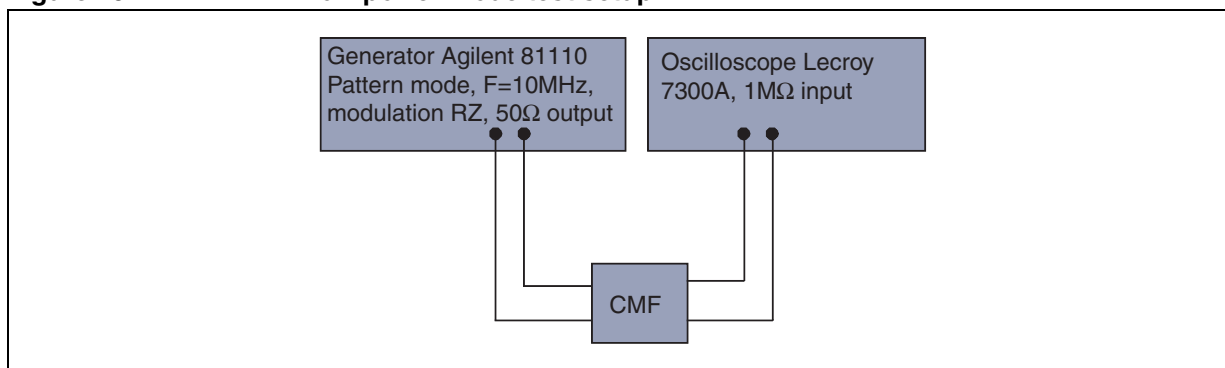 Generator Agilent 81110
Pattern mode, F=10MHz,
modulation RZ, 50Ω output
Oscilloscope Lecroy
7300A, 1MΩ input
CMF